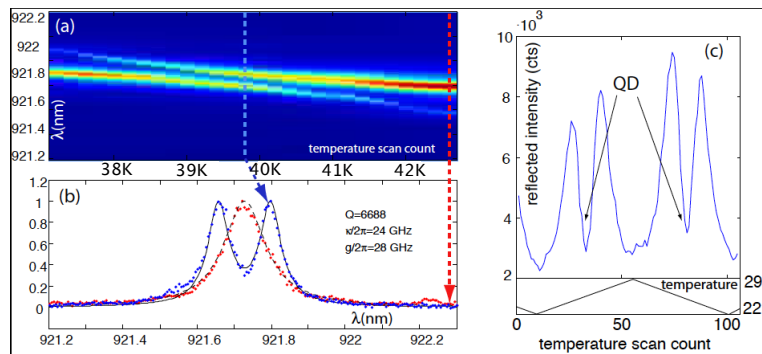 (a)
922.2
922
921.8
921.6
921.4
921.2
λ(nm)
temperature scan count
38K 39K 40K 41K 42K
(b)
1.2
1
0.8
0.6
0.4
0.2
0
Q=6688
κ/2π=24 GHz
g/2π=28 GHz
λ(nm)
921.2 921.4 921.6 921.8 922 922.2
(c)
10 × 10³
8
6
4
2
reflected intensity (cts)
QD
temperature 29
22
0 50 100
temperature scan count